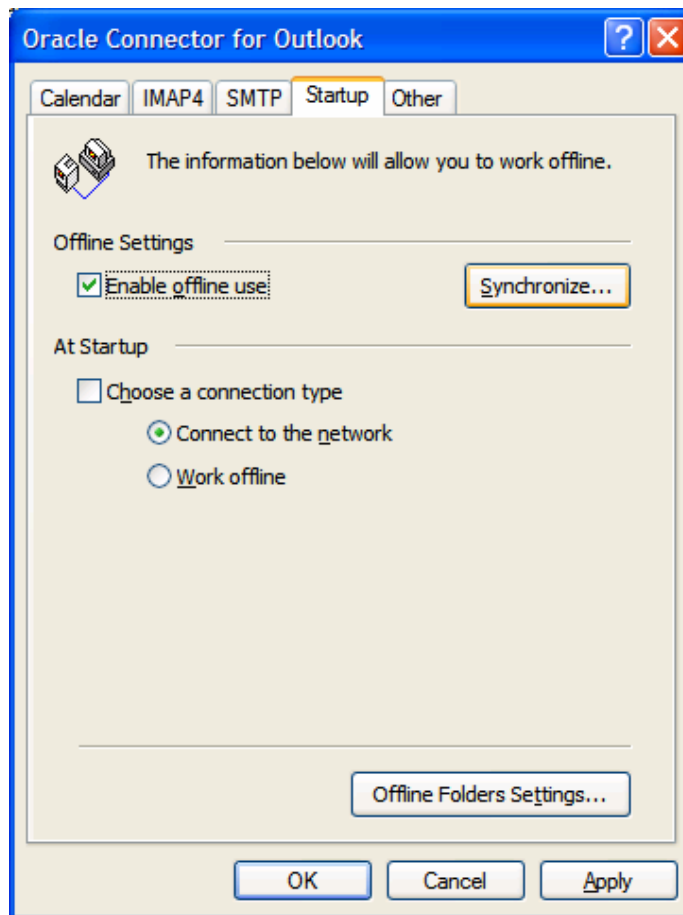 Oracle Connector for Outlook
Calendar IMAP4 SMTP Startup Other
The information below will allow you to work offline.
Offline Settings
Enable offline use Synchronize...
At Startup
Choose a connection type
Connect to the network
Work offline
Offline Folders Settings...
OK Cancel Apply